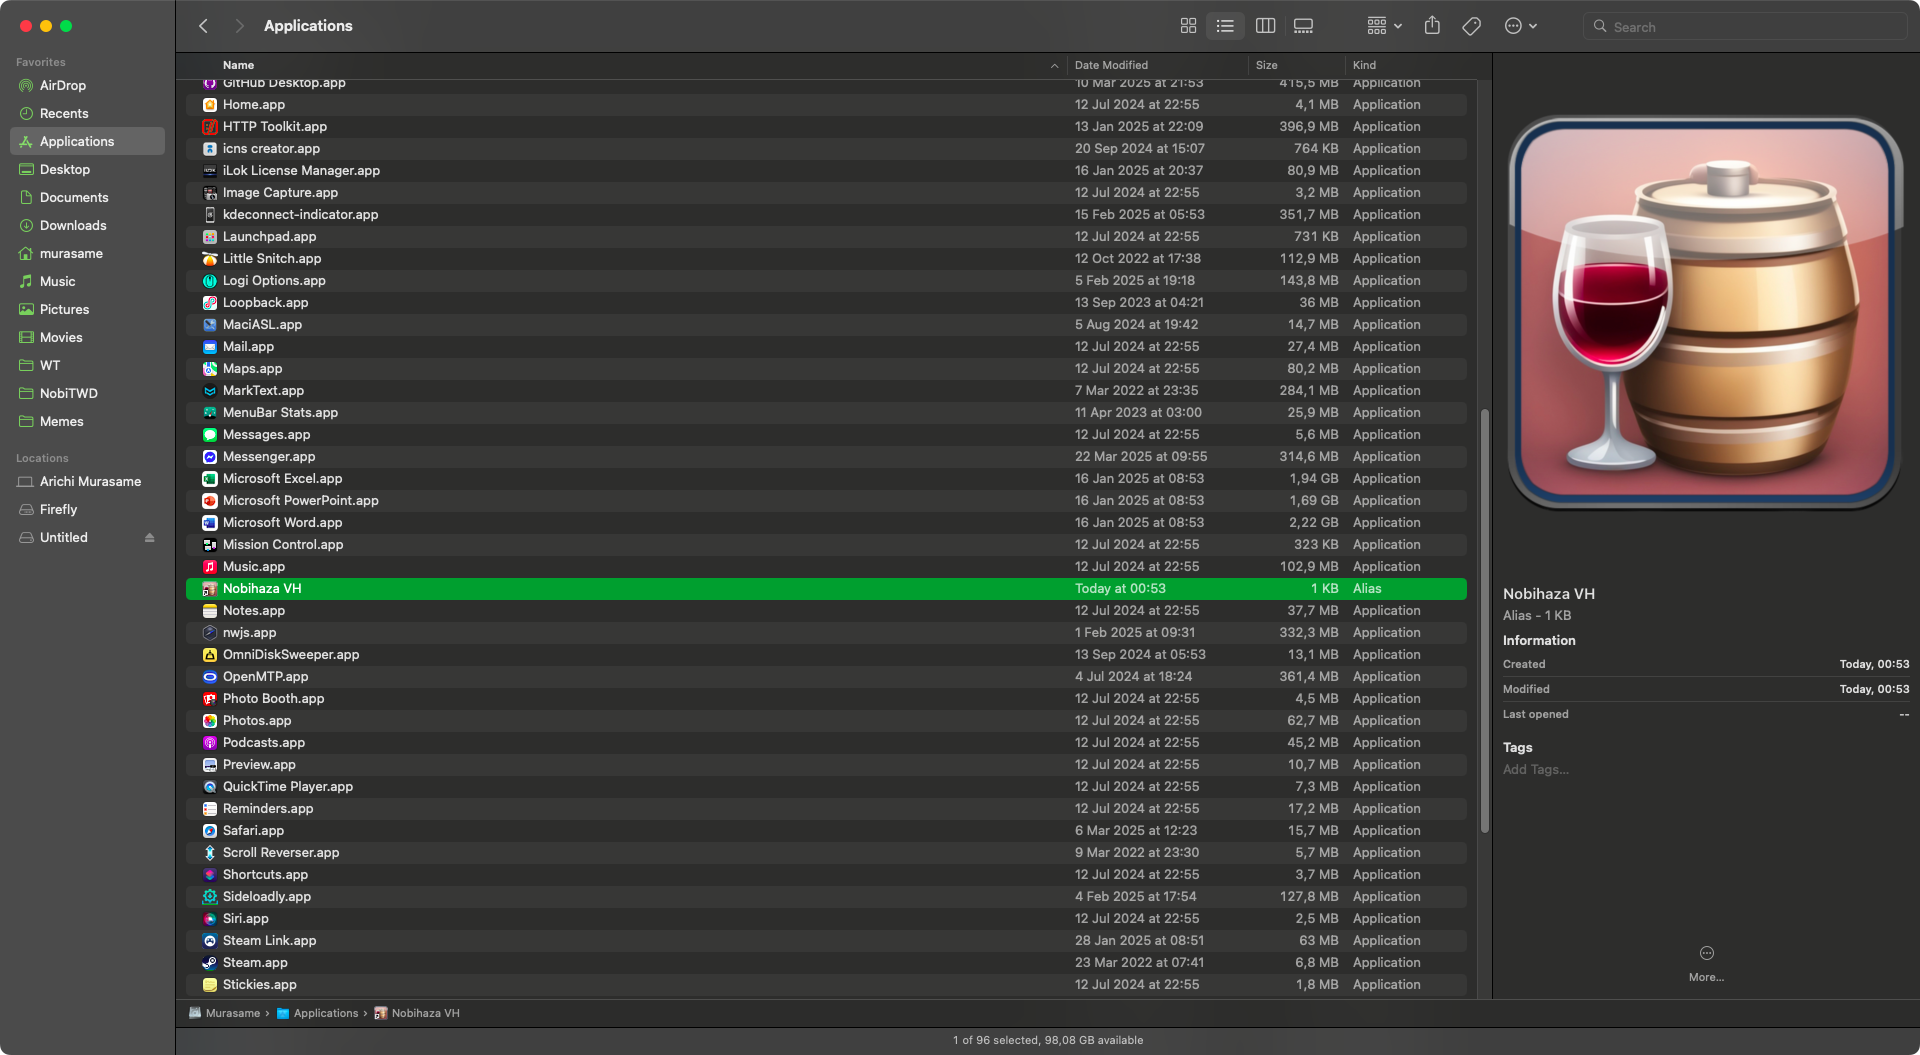 Applications
Search
Favorites
AirDrop
Recents
Applications
Desktop
Documents
Downloads
murasame
Music
Pictures
Movies
WT
NobiTWD
Memes
Locations
Arichi Murasame
Firefly
Untitled
Name Date Modified Size Kind
GitHub Desktop.app 10 Mar 2025 at 21:53 415,5 MB Application
Home.app 12 Jul 2024 at 22:55 4,1 MB Application
HTTP Toolkit.app 13 Jan 2025 at 22:09 396,9 MB Application
icns creator.app 20 Sep 2024 at 15:07 764 KB Application
iLok License Manager.app 16 Jan 2025 at 20:37 80,9 MB Application
Image Capture.app 12 Jul 2024 at 22:55 3,2 MB Application
kdeconnect-indicator.app 15 Feb 2025 at 05:53 351,7 MB Application
Launchpad.app 12 Jul 2024 at 22:55 731 KB Application
Little Snitch.app 12 Oct 2022 at 17:38 112,9 MB Application
Logi Options.app 5 Feb 2025 at 19:18 143,8 MB Application
Loopback.app 13 Sep 2023 at 04:21 36 MB Application
MaciASL.app 5 Aug 2024 at 19:42 14,7 MB Application
Mail.app 12 Jul 2024 at 22:55 27,4 MB Application
Maps.app 12 Jul 2024 at 22:55 80,2 MB Application
MarkText.app 7 Mar 2022 at 23:35 284,1 MB Application
MenuBar Stats.app 11 Apr 2023 at 03:00 25,9 MB Application
Messages.app 12 Jul 2024 at 22:55 5,6 MB Application
Messenger.app 22 Mar 2025 at 09:55 314,6 MB Application
Microsoft Excel.app 16 Jan 2025 at 08:53 1,94 GB Application
Microsoft PowerPoint.app 16 Jan 2025 at 08:53 1,69 GB Application
Microsoft Word.app 16 Jan 2025 at 08:53 2,22 GB Application
Mission Control.app 12 Jul 2024 at 22:55 323 KB Application
Music.app 12 Jul 2024 at 22:55 102,9 MB Application
Nobihaza VH Today at 00:53 1 KB Alias
Notes.app 12 Jul 2024 at 22:55 37,7 MB Application
nwjs.app 1 Feb 2025 at 09:31 332,3 MB Application
OmniDiskSweeper.app 13 Sep 2024 at 05:53 13,1 MB Application
OpenMTP.app 4 Jul 2024 at 18:24 361,4 MB Application
Photo Booth.app 12 Jul 2024 at 22:55 4,5 MB Application
Photos.app 12 Jul 2024 at 22:55 62,7 MB Application
Podcasts.app 12 Jul 2024 at 22:55 45,2 MB Application
Preview.app 12 Jul 2024 at 22:55 10,7 MB Application
QuickTime Player.app 12 Jul 2024 at 22:55 7,3 MB Application
Reminders.app 12 Jul 2024 at 22:55 17,2 MB Application
Safari.app 6 Mar 2025 at 12:23 15,7 MB Application
Scroll Reverser.app 9 Mar 2022 at 23:30 5,7 MB Application
Shortcuts.app 12 Jul 2024 at 22:55 3,7 MB Application
Sideloadly.app 4 Feb 2025 at 17:54 127,8 MB Application
Siri.app 12 Jul 2024 at 22:55 2,5 MB Application
Steam Link.app 28 Jan 2025 at 08:51 63 MB Application
Steam.app 23 Mar 2022 at 07:41 6,8 MB Application
Stickies.app 12 Jul 2024 at 22:55 1,8 MB Application
Nobihaza VH
Alias - 1 KB
Information
Created Today, 00:53
Modified Today, 00:53
Last opened --
Tags
Add Tags...
More...
Murasame › Applications › Nobihaza VH
1 of 96 selected, 98,08 GB available